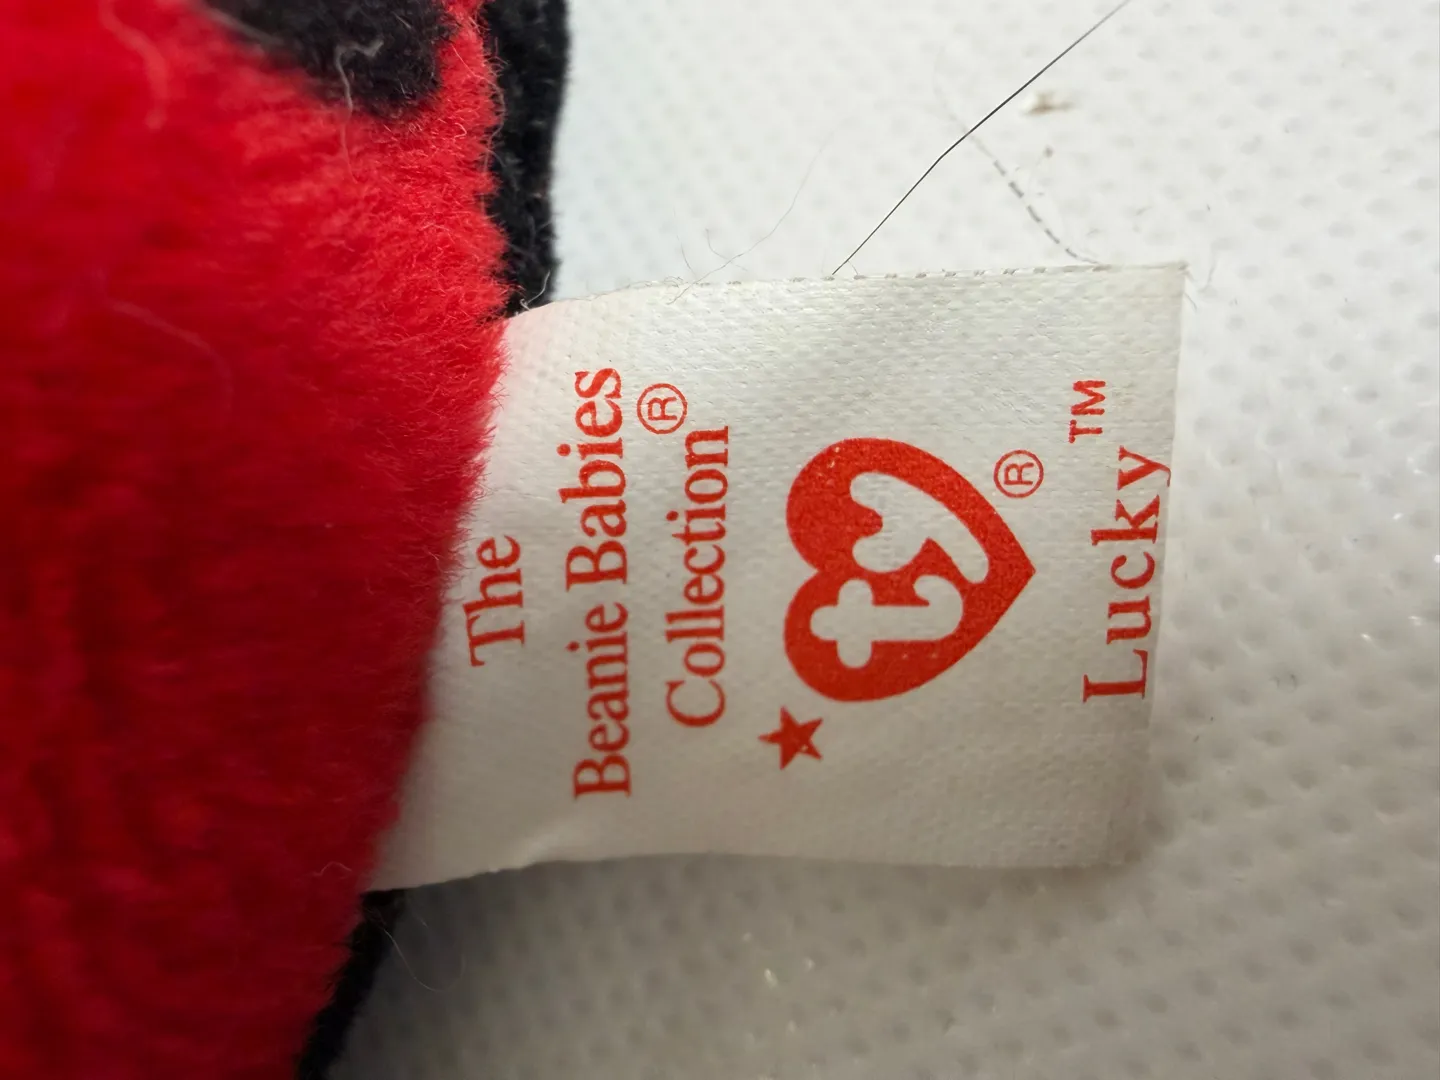 The
Beanie Babies
Collection®
ty®
Lucky™